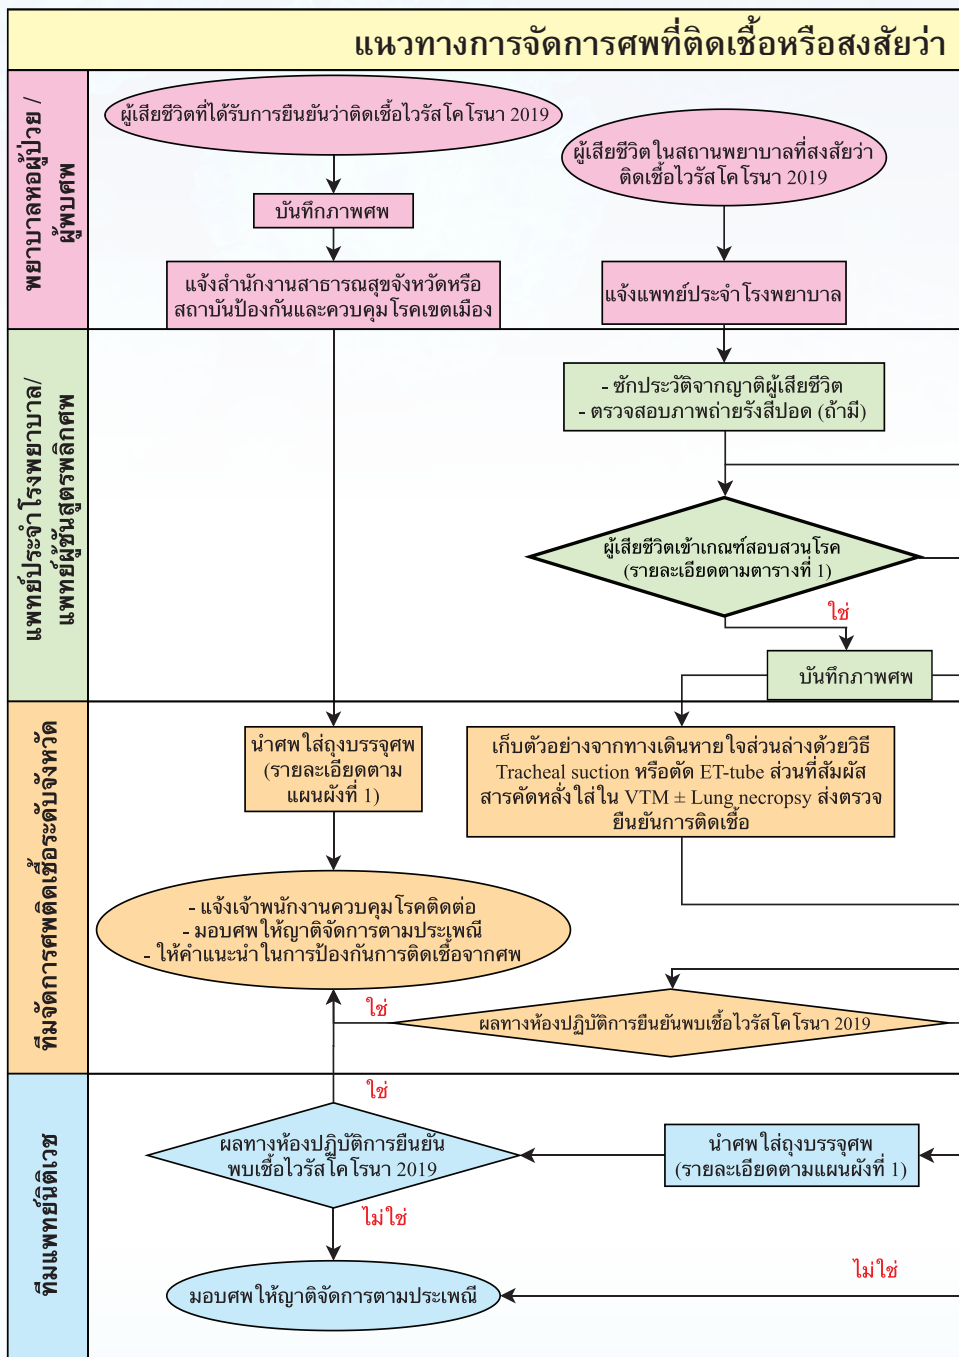 แหวทางการจัดการศพที่ติดเชื้อหรือสงสัยว่า
พยาบาลหอผู้ป่วย /
ผู้พบศพ
ผู้เสียชีวิตที่ได้รับการยืนยันว่าติดเชื้อไวรัสโคโรนา 2019
บันทึกภาพศพ
แจ้งสำนักงานสาธารณสุขจังหวัดหรือ
สถาบันป้องกันและควบคุมโรคเขตเมือง
ผู้เสียชีวิตในสถานพยาบาลที่สงสัยว่า
ติดเชื้อไวรัสโคโรนา 2019
แจ้งแพทย์ประจำโรงพยาบาล
แพทย์ประจำโรงพยาบาล/
แพทย์ผู้ชันสูตรพลิกศพ
- ซักประวัติจากญาติผู้เสียชีวิต
- ตรวจสอบภาพถ่ายรังสีปอด (ถ้ามี)
ผู้เสียชีวิตเข้าเกณฑ์สอบสวนโรค
(รายละเอียดตามตารางที่ 1)
ใช่
บันทึกภาพศพ
ทีมจัดการศพติดเชื้อระดับจังหวัด
นำศพใส่ถุงบรรจุศพ
(รายละเอียดตาม
แผนผังที่ 1)
เก็บตัวอย่างจากทางเดินหายใจส่วนล่างด้วยวิธี
Tracheal suction หรือตัด ET-tube ส่วนที่สัมผัส
สารคัดหลั่งใส่ใน VTM ± Lung necropsy ส่งตรวจ
ยืนยันการติดเชื้อ
- แจ้งเจ้าพนักงานควบคุมโรคติดต่อ
- มอบศพให้ญาติจัดการตามประเพณี
- ให้คำแนะนำในการป้องกันการติดเชื้อจากศพ
ใช่
ผลทางห้องปฏิบัติการยืนยันพบเชื้อไวรัสโคโรนา 2019
ทีมแพทย์นิติเวช
ใช่
ผลทางห้องปฏิบัติการยืนยัน
พบเชื้อไวรัสโคโรนา 2019
นำศพใส่ถุงบรรจุศพ
(รายละเอียดตามแผนผังที่ 1)
ไม่ใช่
มอบศพให้ญาติจัดการตามประเพณี
ไม่ใช่